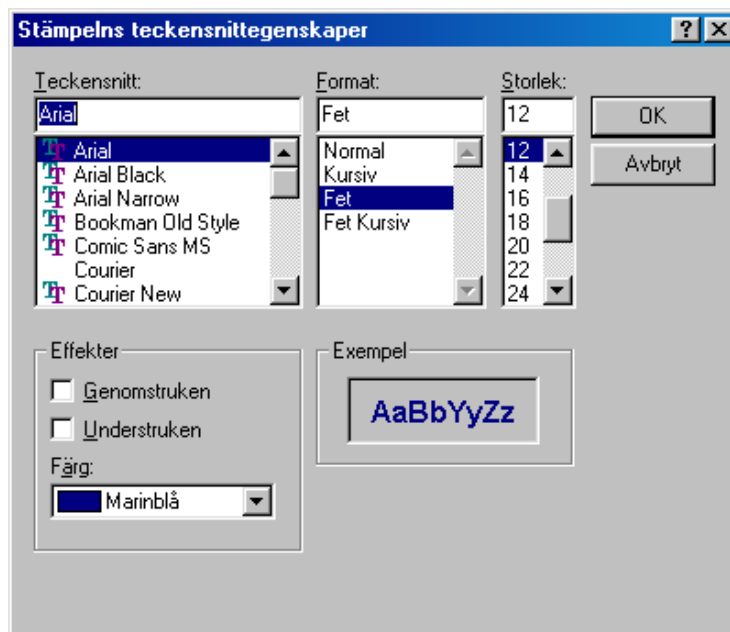 Stämpelns teckensnittegenskaper
Teckensnitt:
Arial
Arial
Arial Black
Arial Narrow
Bookman Old Style
Comic Sans MS
Courier
Courier New
Format:
Fet
Normal
Kursiv
Fet
Fet Kursiv
Storlek:
12
12
14
16
18
20
22
24
OK
Avbryt
Effekter
Genomstruken
Understruken
Färg:
Marinblå
Exempel
AaBbYyZz